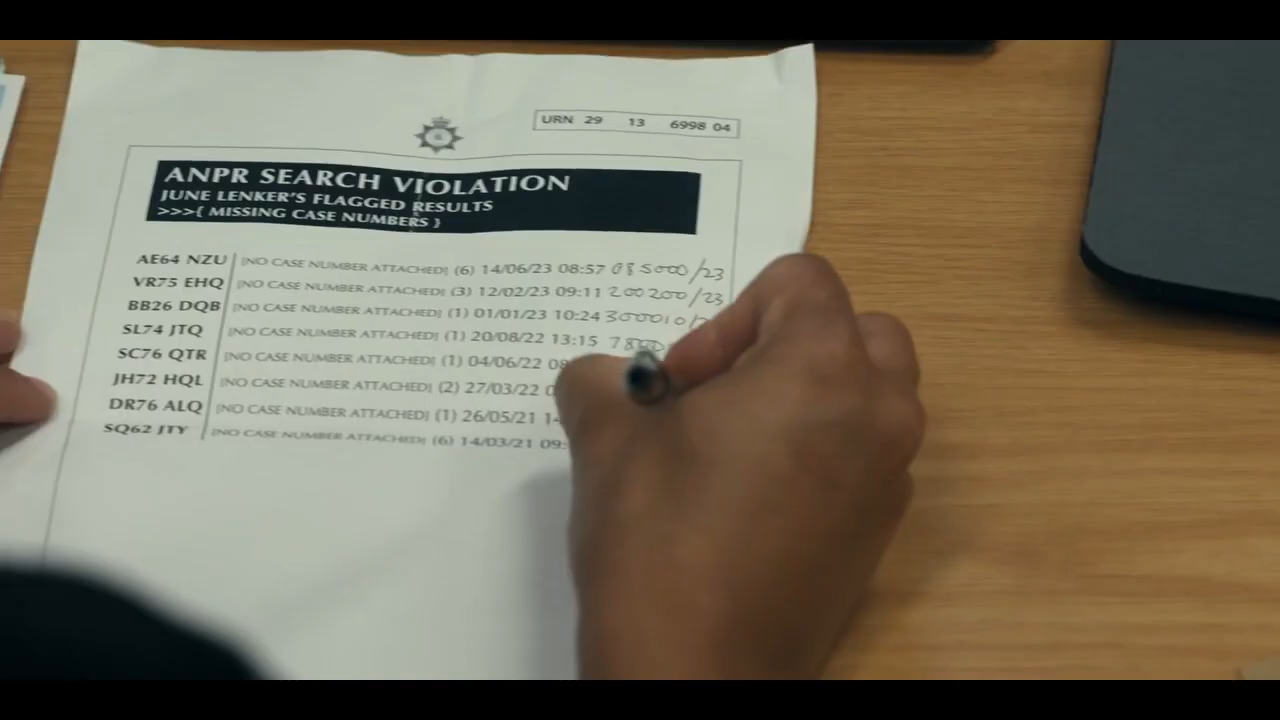 URN 29 13 6998 04
ANPR SEARCH VIOLATION
JUNE LENKER'S FLAGGED RESULTS
>>>{ MISSING CASE NUMBERS }
AE64 NZU [NO CASE NUMBER ATTACHED] (6) 14/06/23 08:57 085000/23
VR75 EHQ [NO CASE NUMBER ATTACHED] (3) 12/02/23 09:11 200200/23
BB26 DQB [NO CASE NUMBER ATTACHED] (1) 01/01/23 10:24 300010/
SL74 JTQ [NO CASE NUMBER ATTACHED] (1) 20/08/22 13:15 7800
SC76 QTR [NO CASE NUMBER ATTACHED] (1) 04/06/22
JH72 HQL [NO CASE NUMBER ATTACHED] (2) 27/03/22
DR76 ALQ [NO CASE NUMBER ATTACHED] (1) 26/05/21
SQ62 JTY [NO CASE NUMBER ATTACHED] (6) 14/03/21 09: